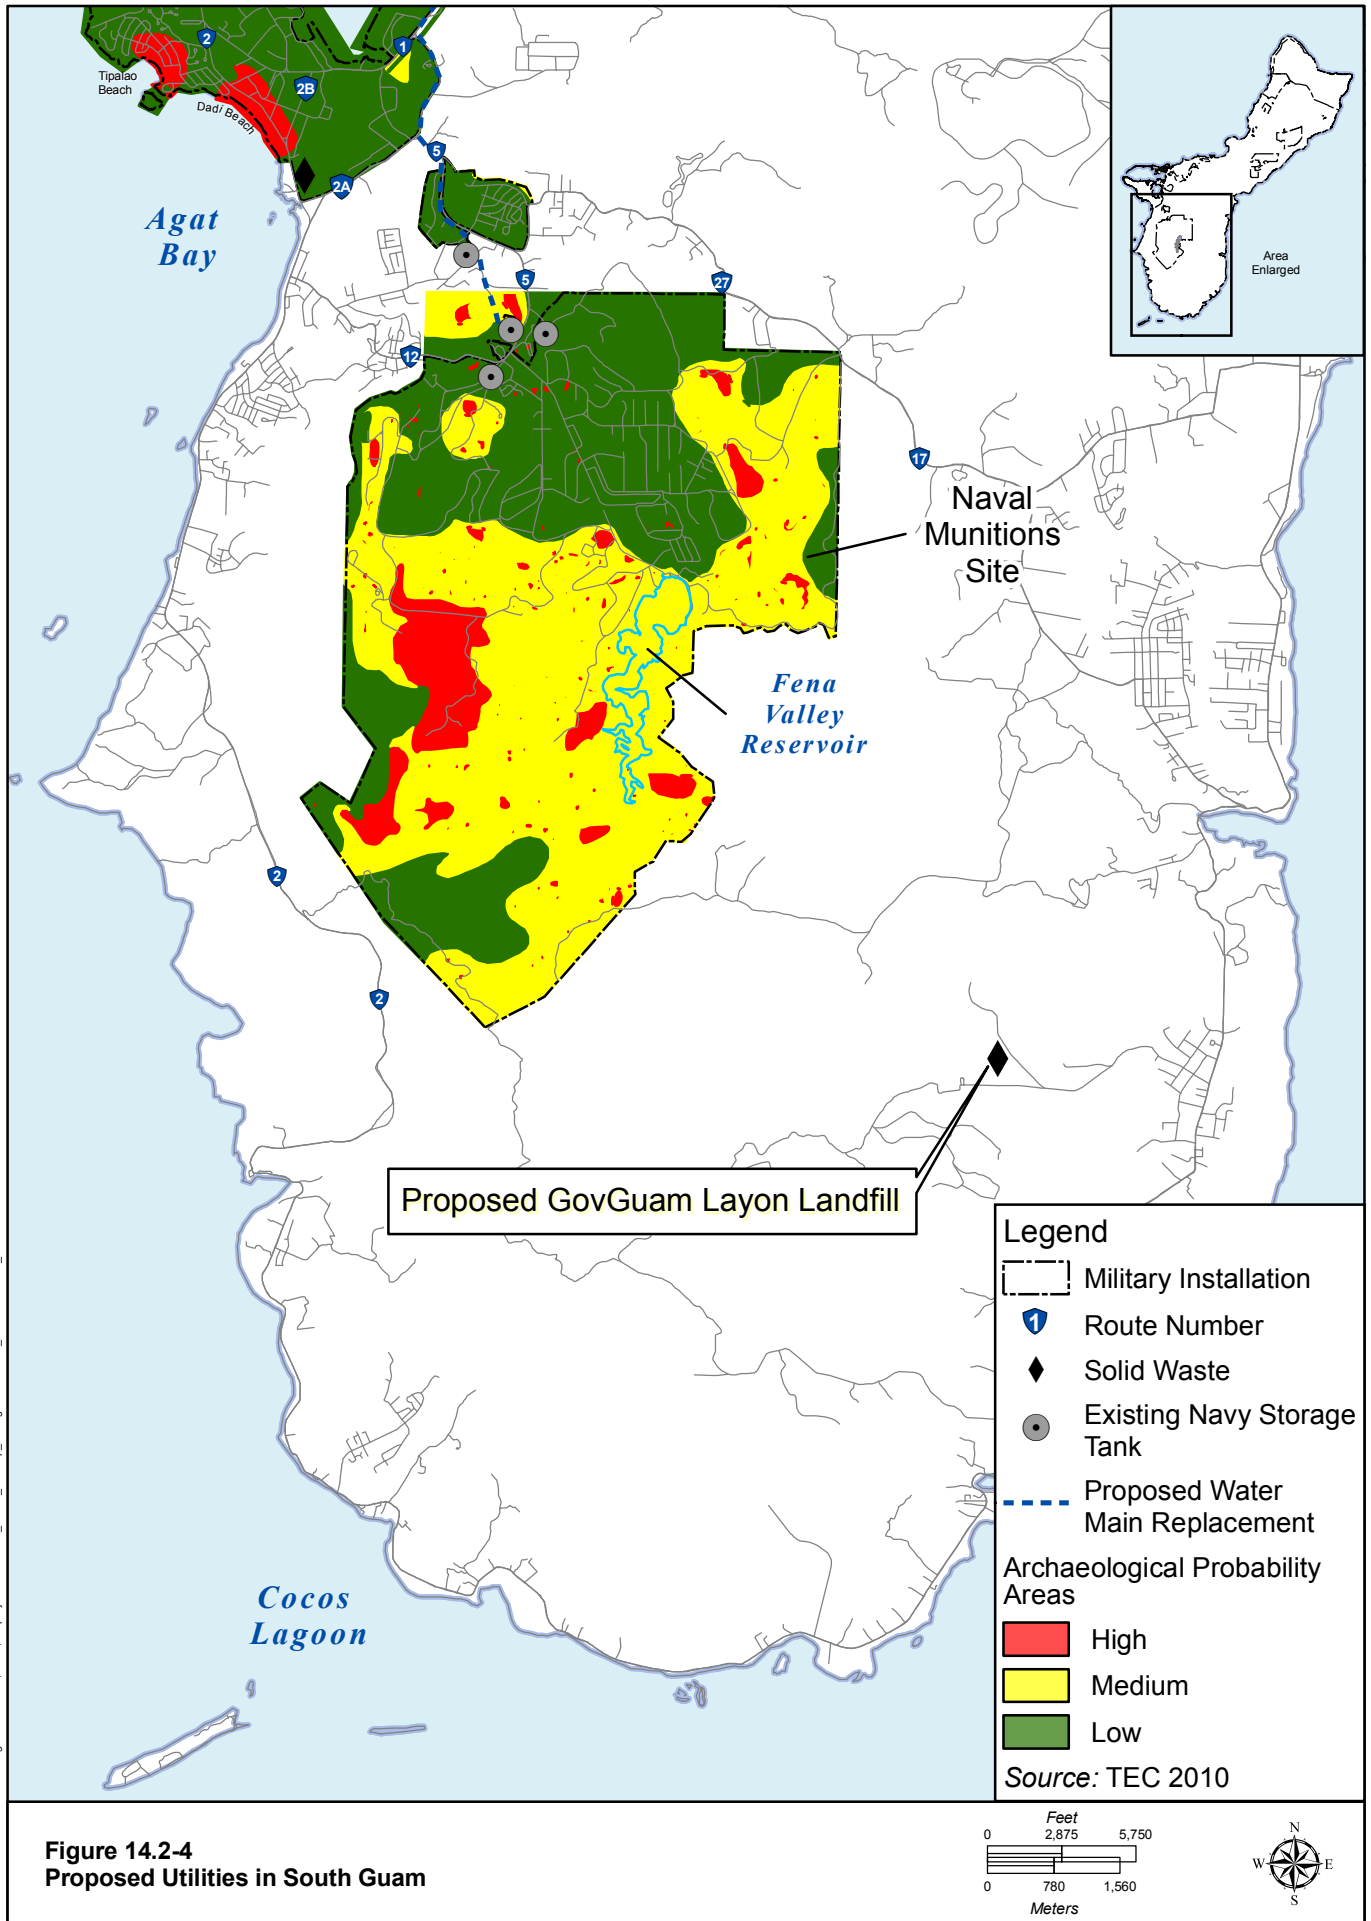 2
1
Tipalao
Beach
2B
Dadi Beach
5
2A
Agat
Bay
Area
Enlarged
5
27
12
17
Naval
Munitions
Site
Fena
Valley
Reservoir
2
2
Proposed GovGuam Layon Landfill
Cocos
Lagoon
Legend
Military Installation
1 Route Number
Solid Waste
Existing Navy Storage
Tank
Proposed Water
Main Replacement
Archaeological Probability
Areas
High
Medium
Low
Source: TEC 2010
Figure 14.2-4
Proposed Utilities in South Guam
Feet
0 2,875 5,750
0 780 1,560
Meters
N
W E
S